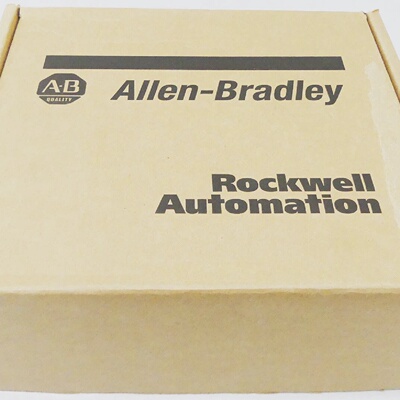 A-B
QUALITY
Allen-Bradley
Rockwell
Automation